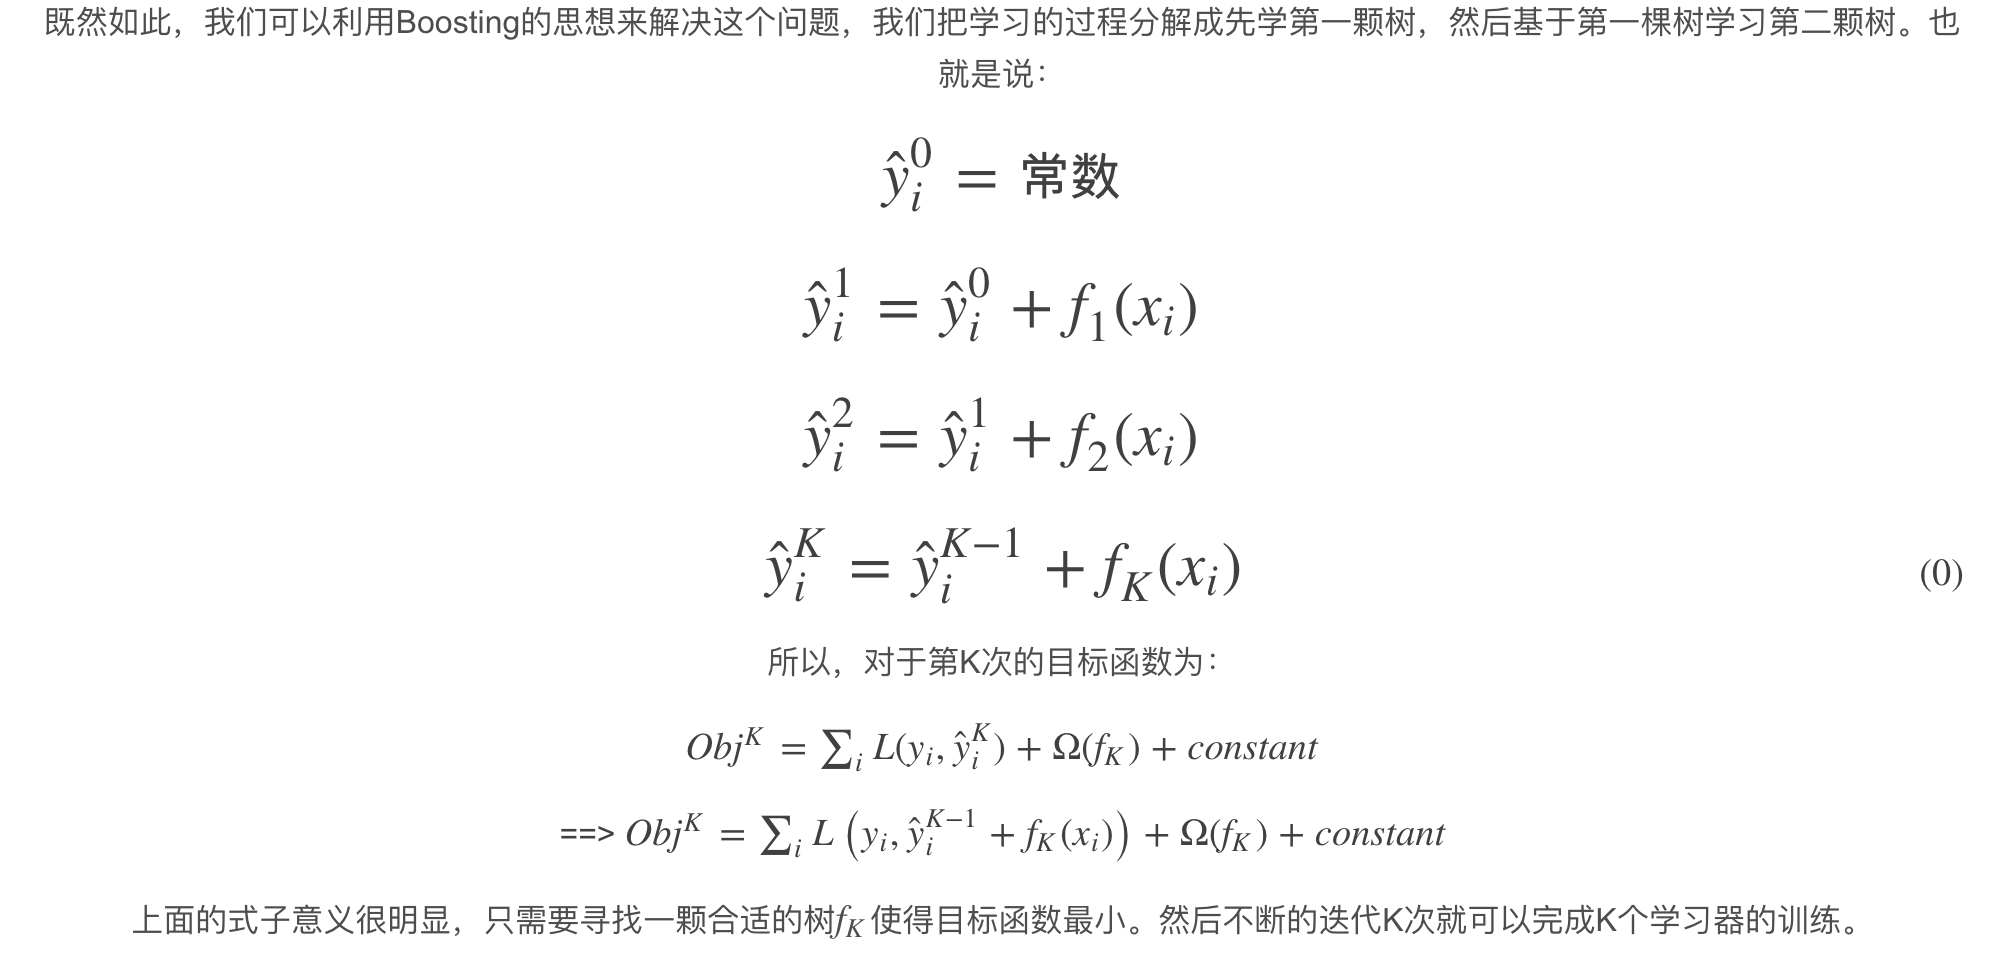 既然如此，我们可以利用Boosting的思想来解决这个问题，我们把学习的过程分解成先学第一颗树，然后基于第一棵树学习第二颗树。也
就是说：
$\hat{y}_i^0 = 常数$
$\hat{y}_i^1 = \hat{y}_i^0 + f_1(x_i)$
$\hat{y}_i^2 = \hat{y}_i^1 + f_2(x_i)$
$\hat{y}_i^K = \hat{y}_i^{K-1} + f_K(x_i)$ (0)
所以，对于第K次的目标函数为：
$Obj^K = \sum_i L(y_i, \hat{y}_i^K) + \Omega(f_K) + constant$
==> $Obj^K = \sum_i L\left(y_i, \hat{y}_i^{K-1} + f_K(x_i)\right) + \Omega(f_K) + constant$
上面的式子意义很明显，只需要寻找一颗合适的树$f_K$使得目标函数最小。然后不断的迭代K次就可以完成K个学习器的训练。